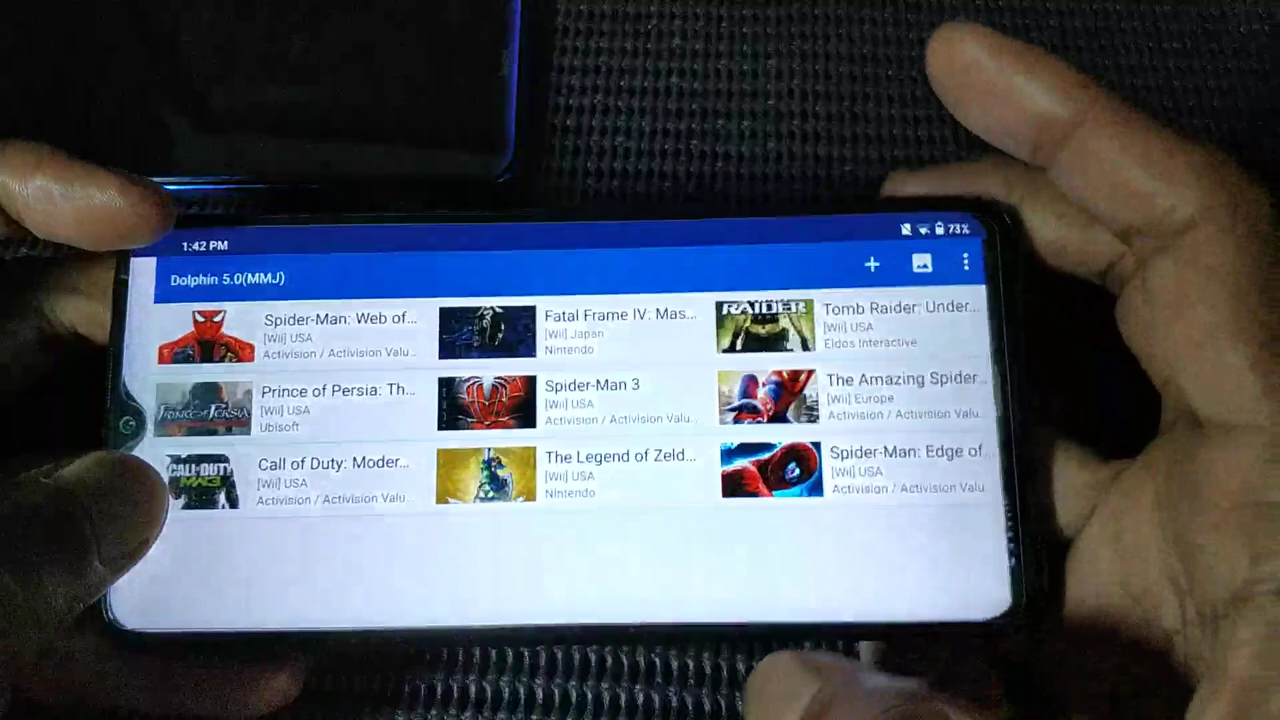 1:42 PM
73%
Dolphin 5.0(MMJ)
Spider-Man: Web of...
[Wii] USA
Activision / Activision Valu...
Fatal Frame IV: Mas...
[Wii] Japan
Nintendo
RAIDER
Tomb Raider: Under...
[Wii] USA
Eidos Interactive
PRINCE OF PERSIA
Prince of Persia: Th...
[Wii] USA
Ubisoft
Spider-Man 3
[Wii] USA
Activision / Activision Valu...
The Amazing Spider...
[Wii] Europe
Activision / Activision Valu...
CALL OF DUTY
MW3
Call of Duty: Moder...
[Wii] USA
Activision / Activision Valu...
The Legend of Zeld...
[Wii] USA
Nintendo
Spider-Man: Edge of...
[Wii] USA
Activision / Activision Valu